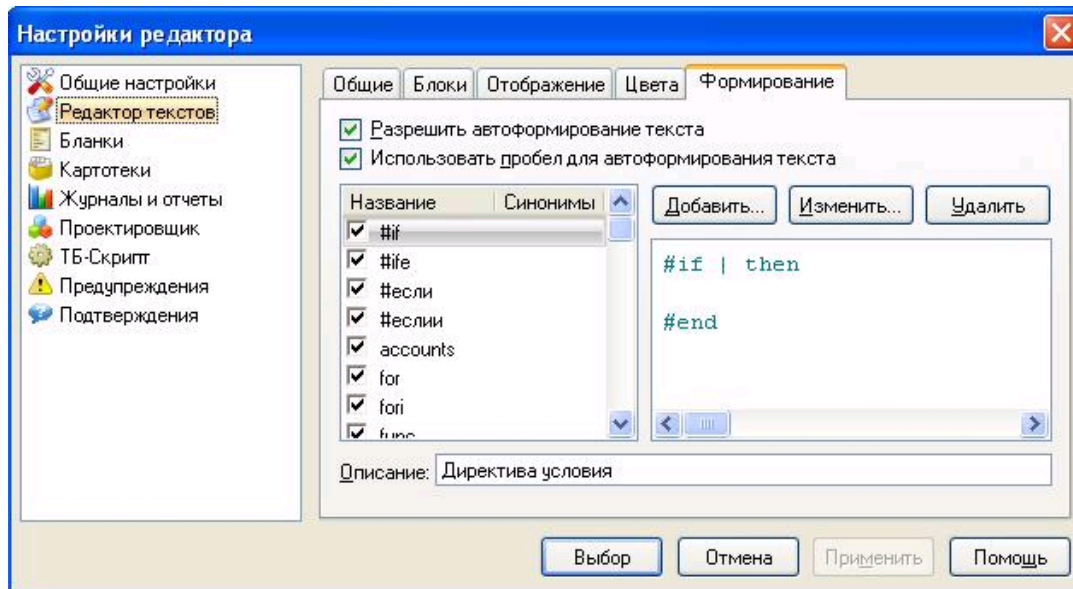 Настройки редактора
Общие настройки
Редактор текстов
Бланки
Картотеки
Журналы и отчеты
Проектировщик
ТБ-Скрипт
Предупреждения
Подтверждения
Общие Блоки Отображение Цвета Формирование
Разрешить автоформирование текста
Использовать пробел для автоформирования текста
Название Синонимы
#if
#ife
#если
#еслии
accounts
for
fori
func
Добавить... Изменить... Удалить
#if | then
#end
Описание: Директива условия
Выбор Отмена Применить Помощь